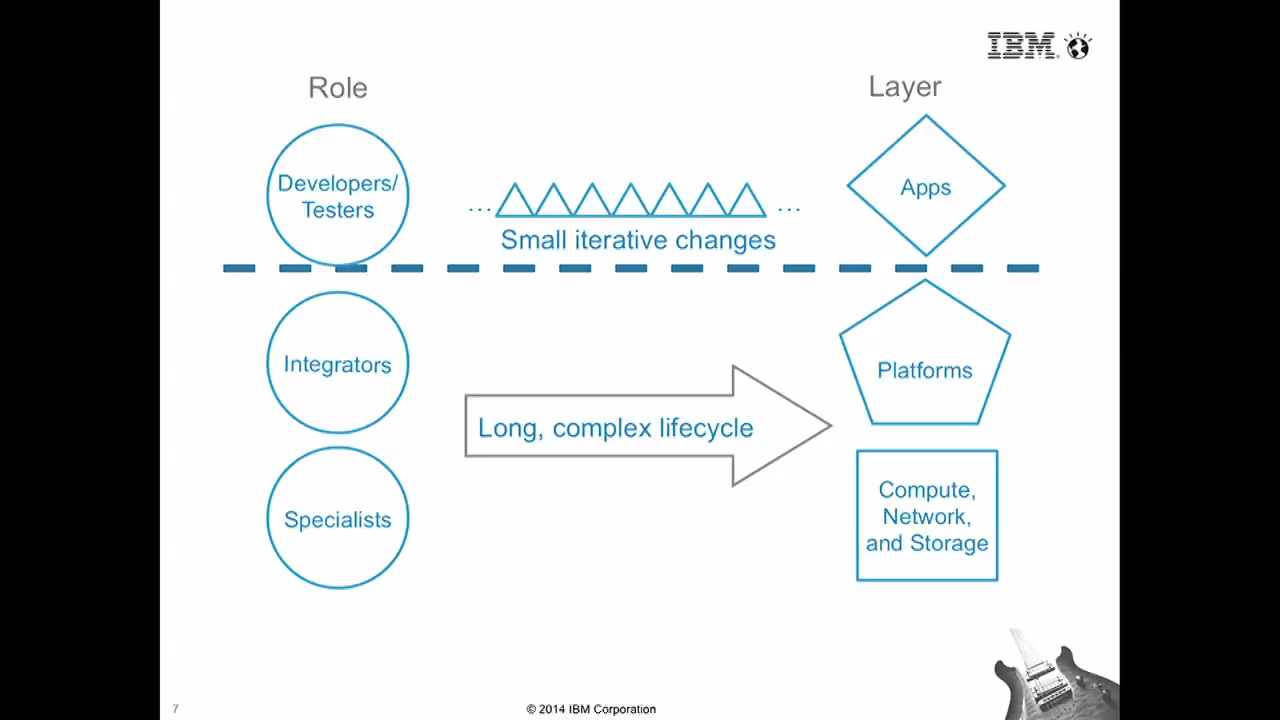 IBM
Role
Layer
Developers/
Testers
Apps
... ...
Small iterative changes
Integrators
Platforms
Long, complex lifecycle
Specialists
Compute,
Network,
and Storage
7
© 2014 IBM Corporation